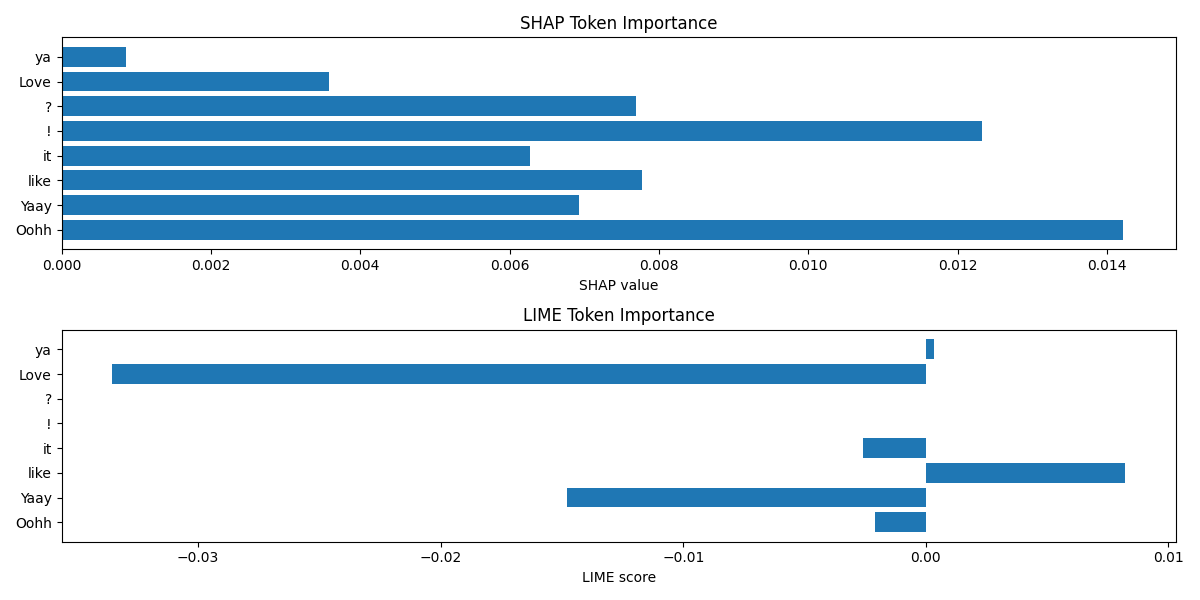 SHAP Token Importance
ya
Love
?
!
it
like
Yaay
Oohh
0.000 0.002 0.004 0.006 0.008 0.010 0.012 0.014
SHAP value
LIME Token Importance
ya
Love
?
!
it
like
Yaay
Oohh
−0.03 −0.02 −0.01 0.00 0.01
LIME score